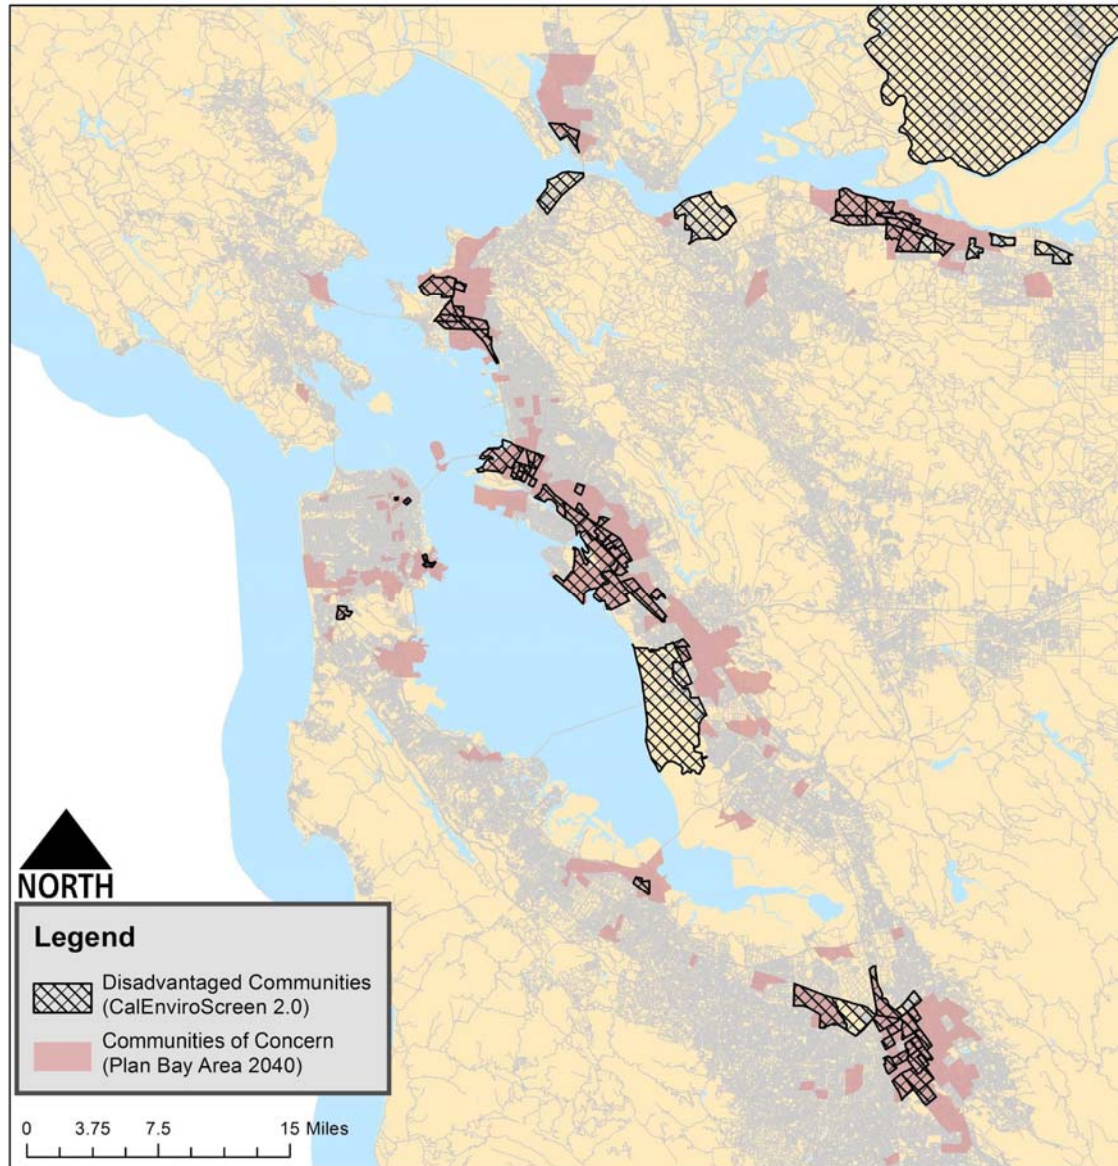 NORTH
Legend
Disadvantaged Communities
(CalEnviroScreen 2.0)
Communities of Concern
(Plan Bay Area 2040)
0 3.75 7.5 15 Miles